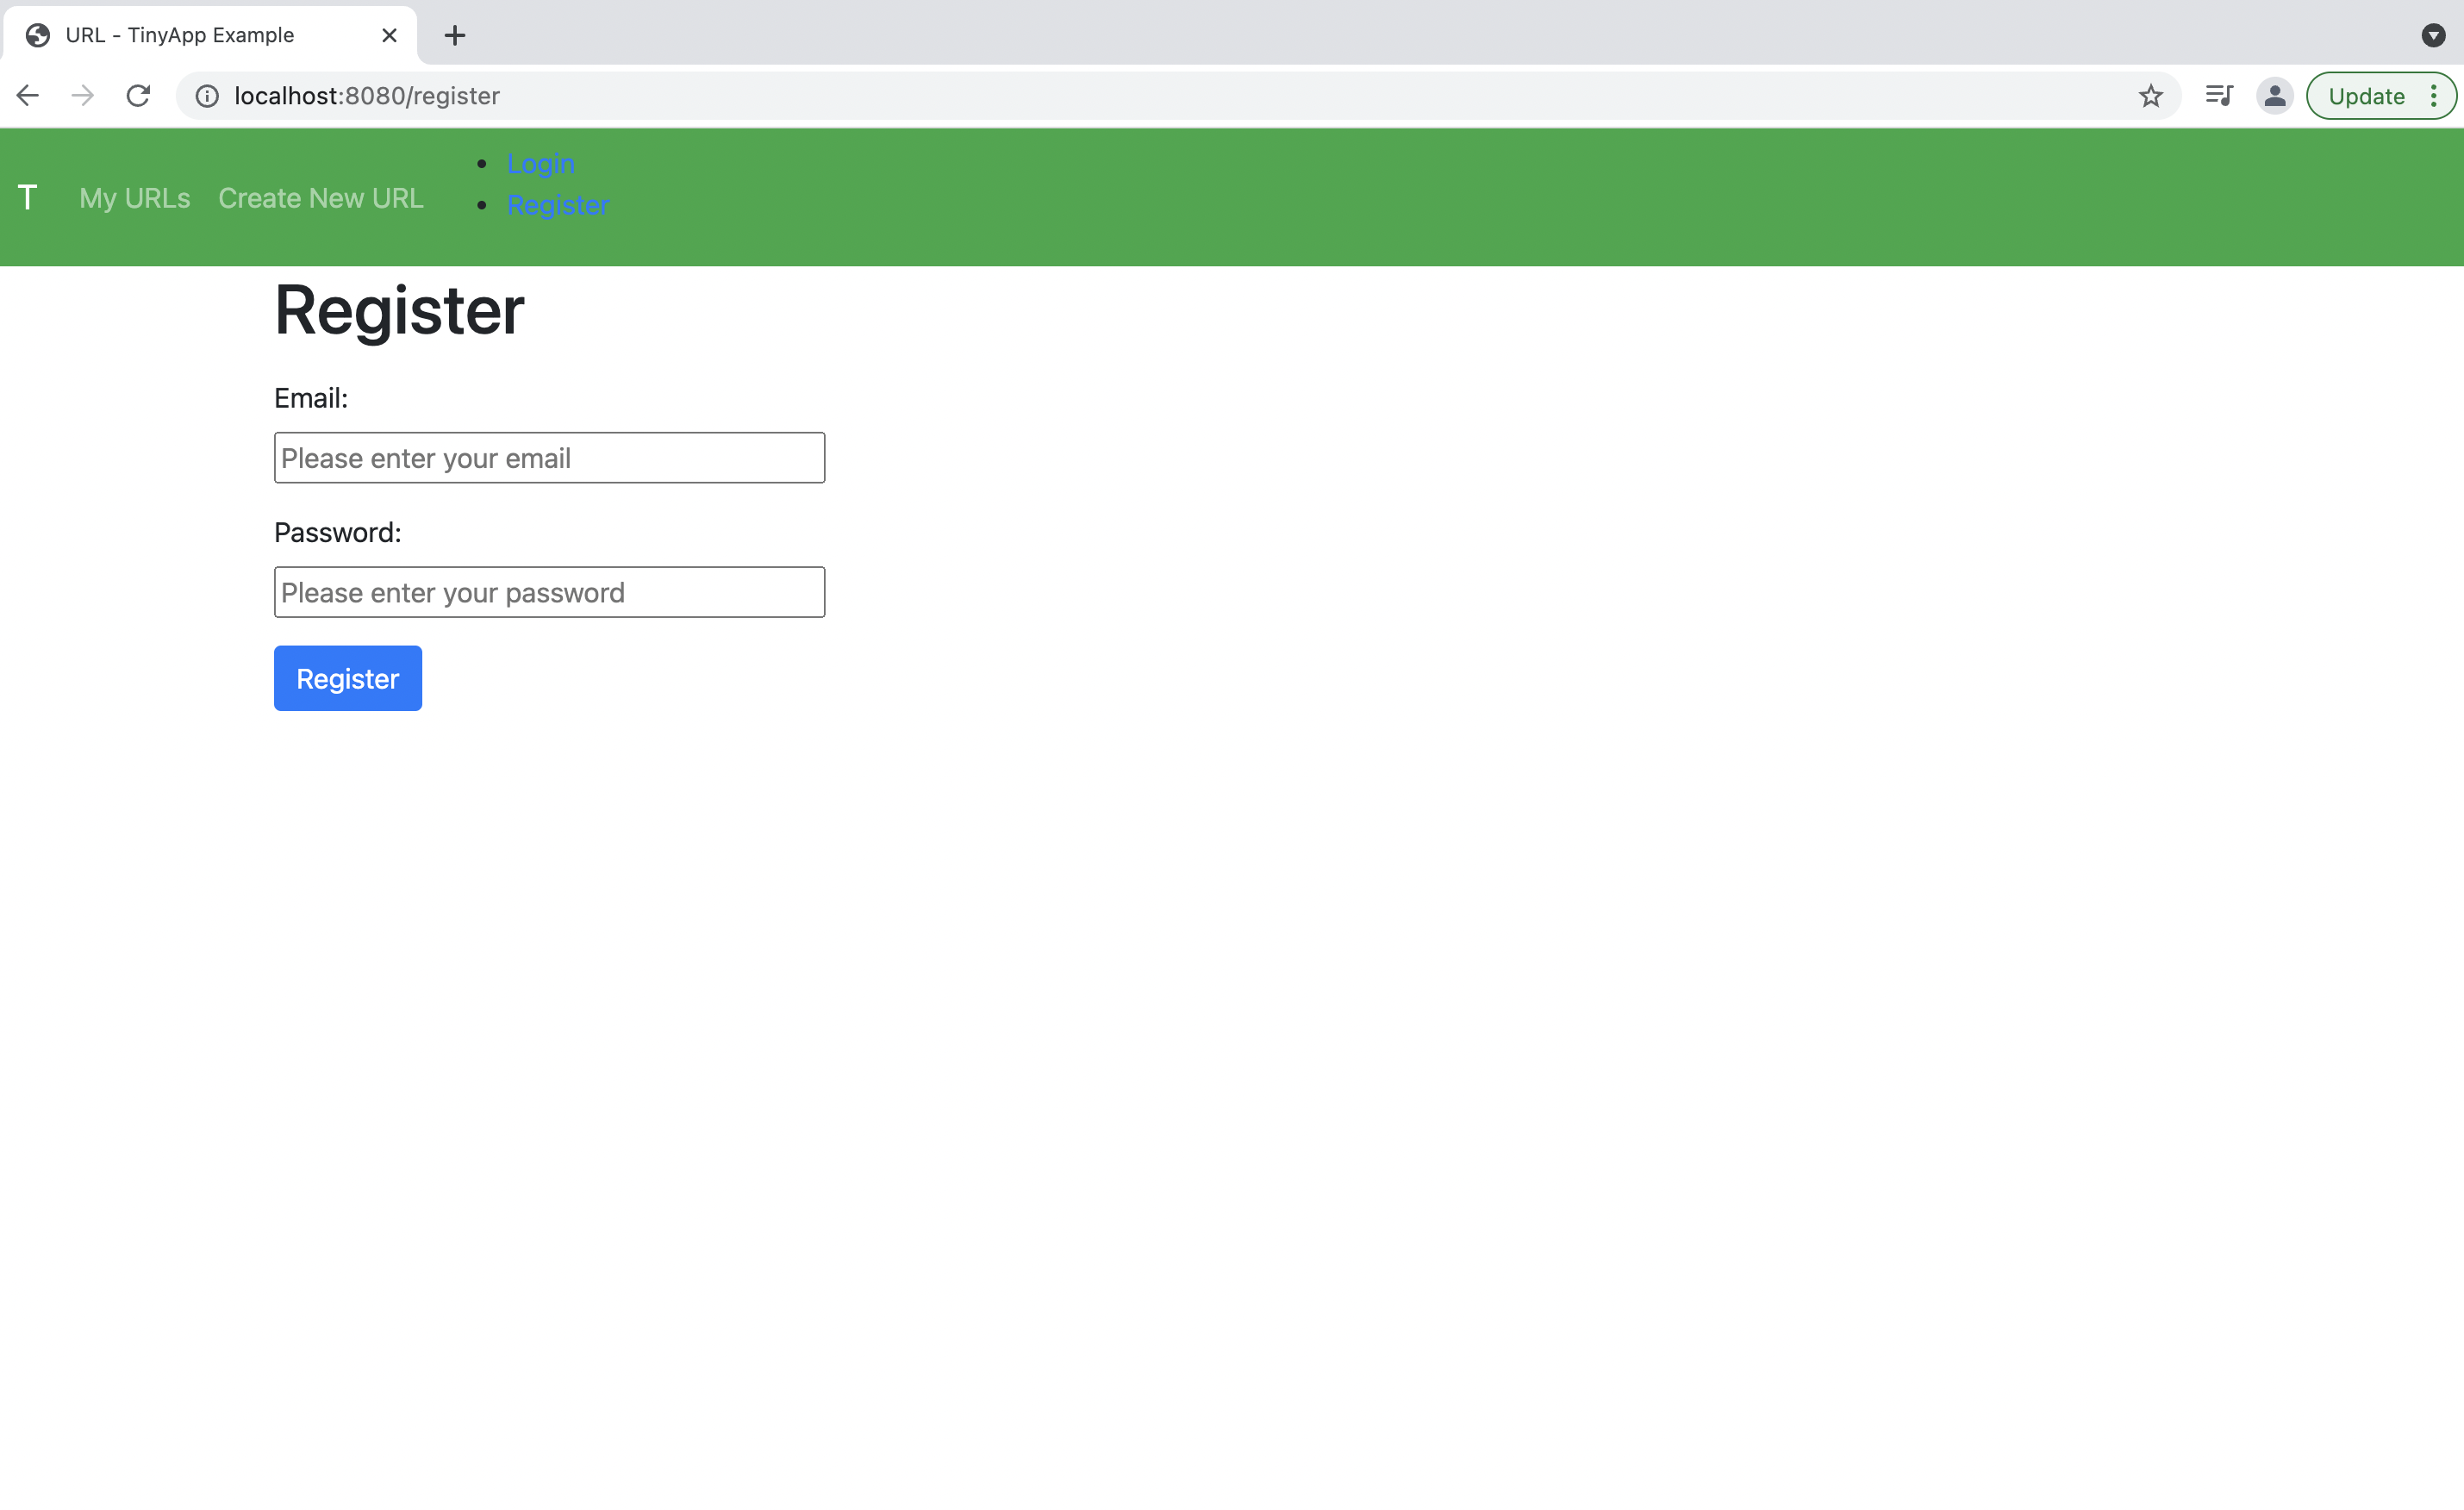 URL - TinyApp Example
localhost:8080/register
Update
T My URLs Create New URL
Login
Register
Register
Email:
Please enter your email
Password:
Please enter your password
Register